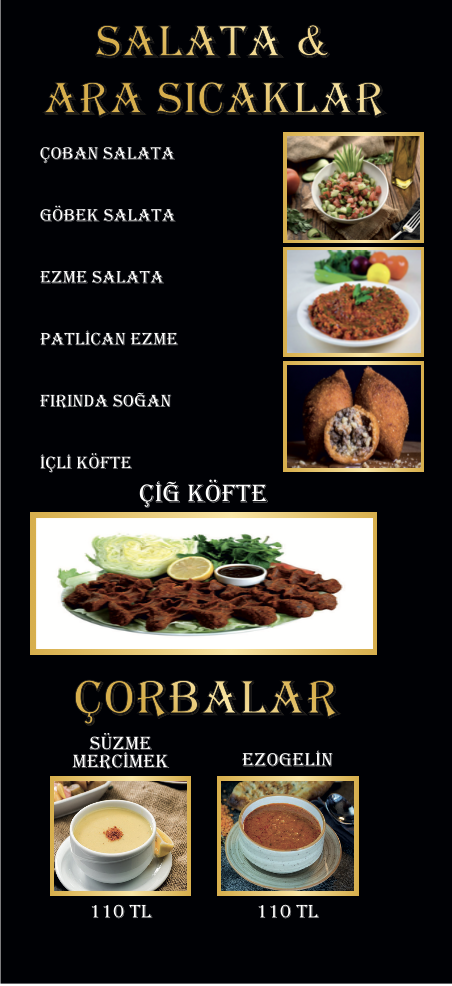 SALATA &
ARA SICAKLAR
ÇOBAN SALATA
GÖBEK SALATA
EZME SALATA
PATLİCAN EZME
FIRINDA SOĞAN
İÇLİ KÖFTE
ÇİĞ KÖFTE
ÇORBALAR
SÜZME
MERCİMEK
110 TL
EZOGELİN
110 TL